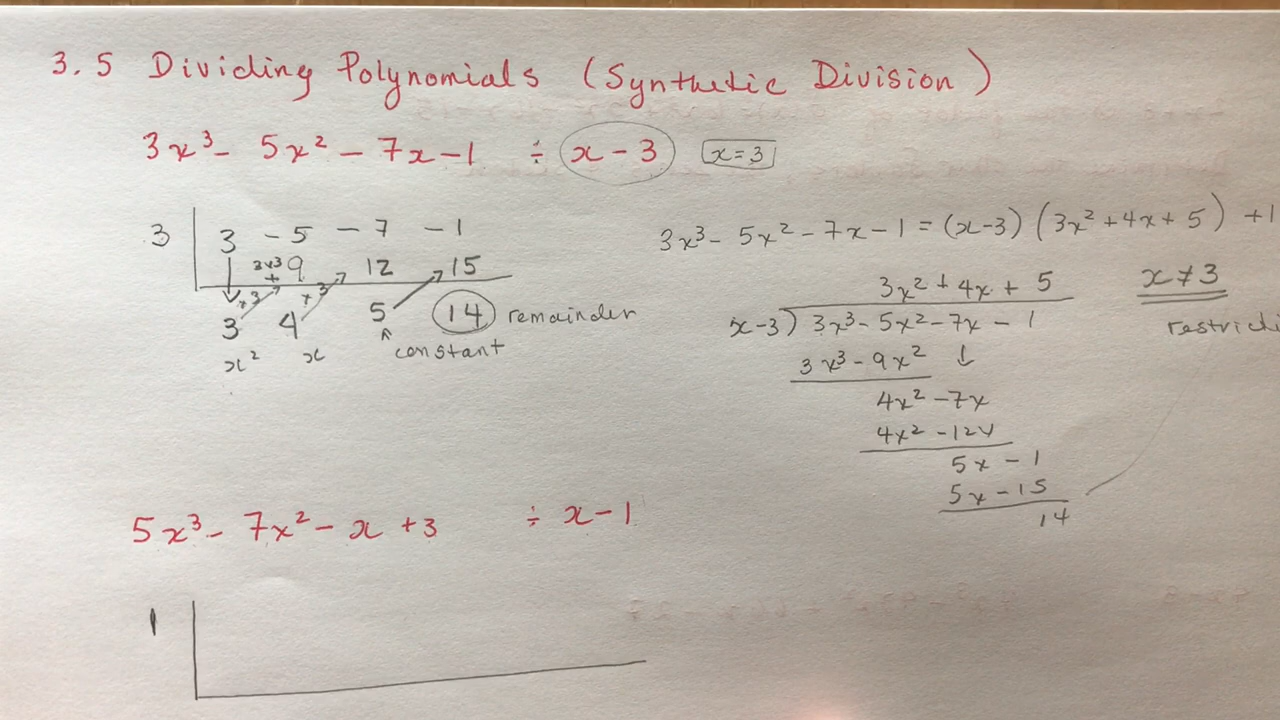 3.5 Dividing Polynomials (Synthetic Division)
3x³ - 5x² - 7x - 1 ÷ x - 3 x = 3
3 3 - 5 - 7 - 1
3x3 9 12 15
+
x3 x3
3 4 5 14 remainder
x² x constant
3x³ - 5x² - 7x - 1 = (x-3) (3x² + 4x + 5) + 1
3x² + 4x + 5 x ≠ 3
x-3) 3x³ - 5x² - 7x - 1
3x³ - 9x²
4x² - 7x
4x² - 12x
5x - 1
5x - 15
14
5x³ - 7x² - x + 3 ÷ x - 1
1